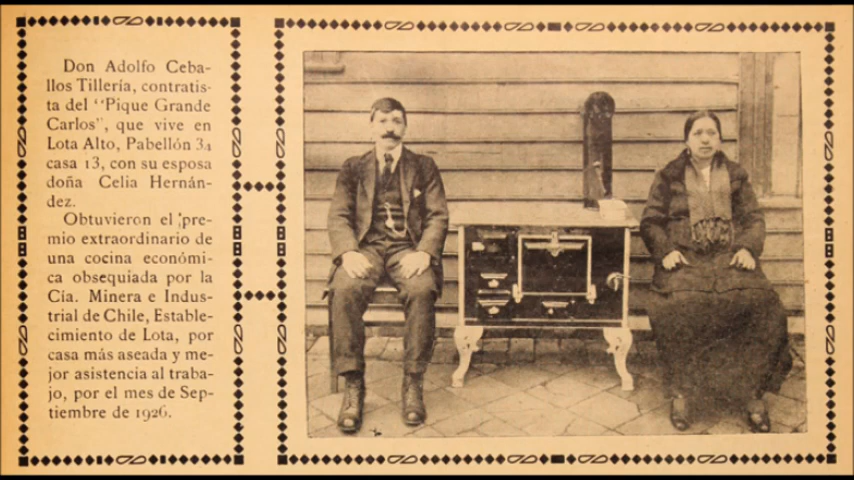 Don Adolfo Ceba-
llos Tillería, contratis-
ta del "Pique Grande
Carlos", que vive en
Lota Alto, Pabellón 34
casa 13, con su esposa
doña Celia Hernán-
dez.
Obtuvieron el pre-
mio extraordinario de
una cocina económi-
ca obsequiada por la
Cía. Minera e Indus-
trial de Chile, Estable-
cimiento de Lota, por
casa más aseada y me-
jor asistencia al traba-
jo, por el mes de Sep-
tiembre de 1926.